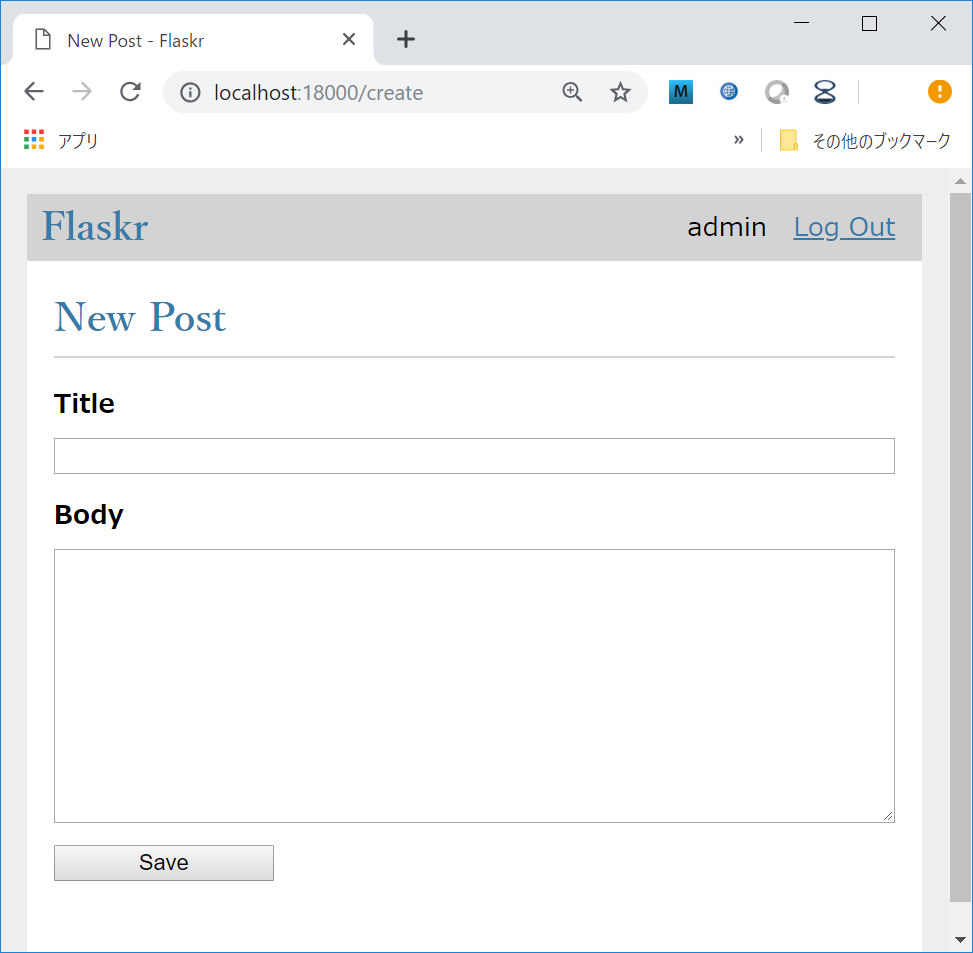 New Post - Flaskr
localhost:18000/create
M
アプリ
»
その他のブックマーク
Flaskr
admin
Log Out
New Post
Title
Body
Save